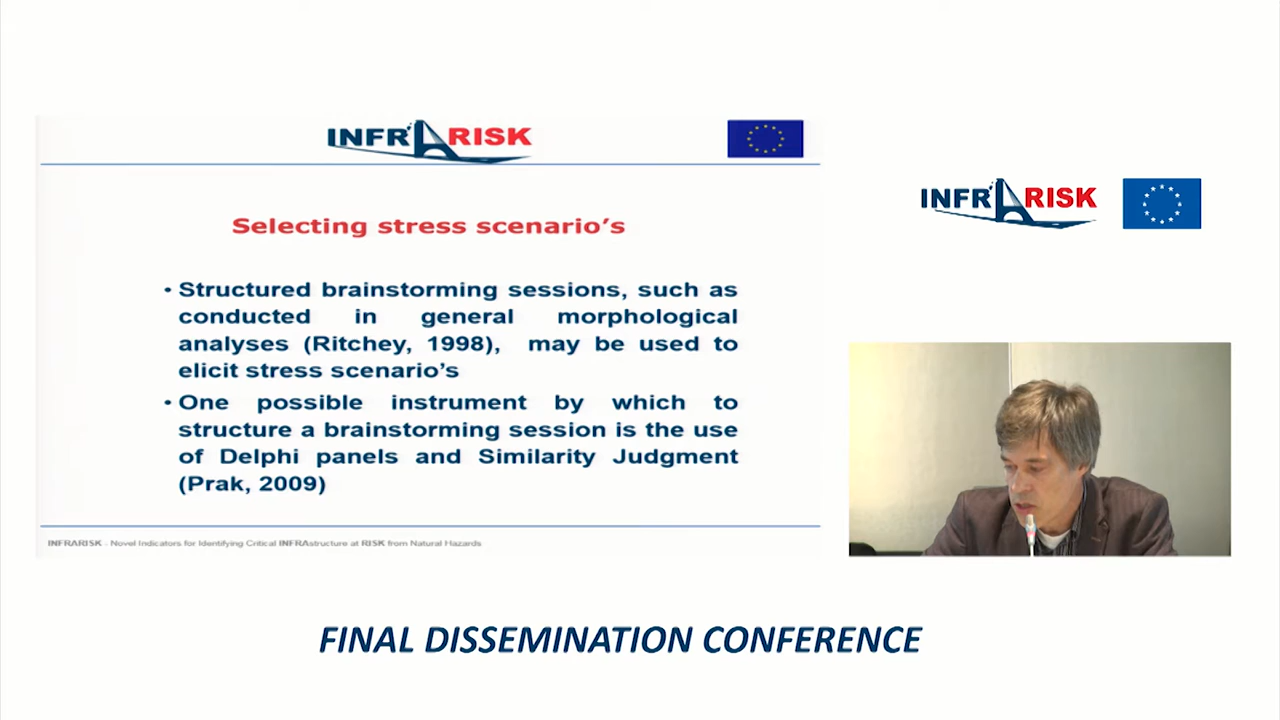 INFRARISK
Selecting stress scenario's
• Structured brainstorming sessions, such as
conducted in general morphological
analyses (Ritchey, 1998), may be used to
elicit stress scenario's
• One possible instrument by which to
structure a brainstorming session is the use
of Delphi panels and Similarity Judgment
(Prak, 2009)
INFRARISK - Novel Indicators for Identifying Critical INFRAstructure at RISK from Natural Hazards
INFRARISK
FINAL DISSEMINATION CONFERENCE